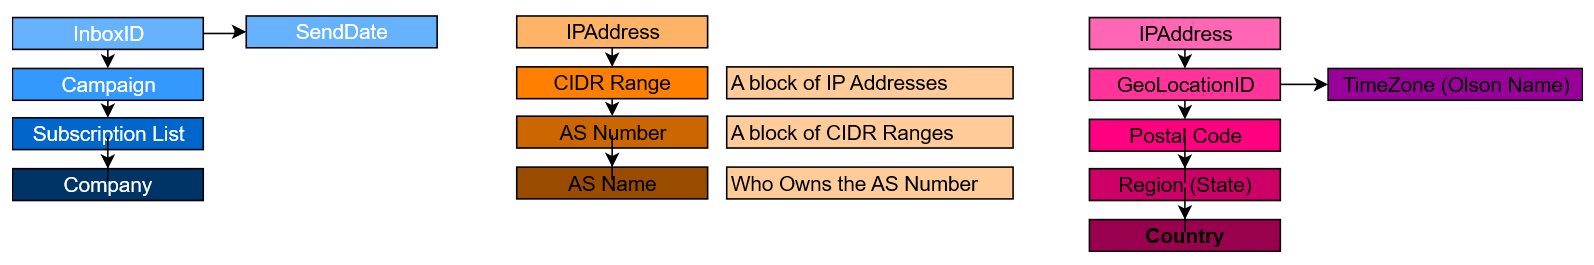 InboxID
SendDate
Campaign
Subscription List
Company
IPAddress
CIDR Range
A block of IP Addresses
AS Number
A block of CIDR Ranges
AS Name
Who Owns the AS Number
IPAddress
GeoLocationID
TimeZone (Olson Name)
Postal Code
Region (State)
Country